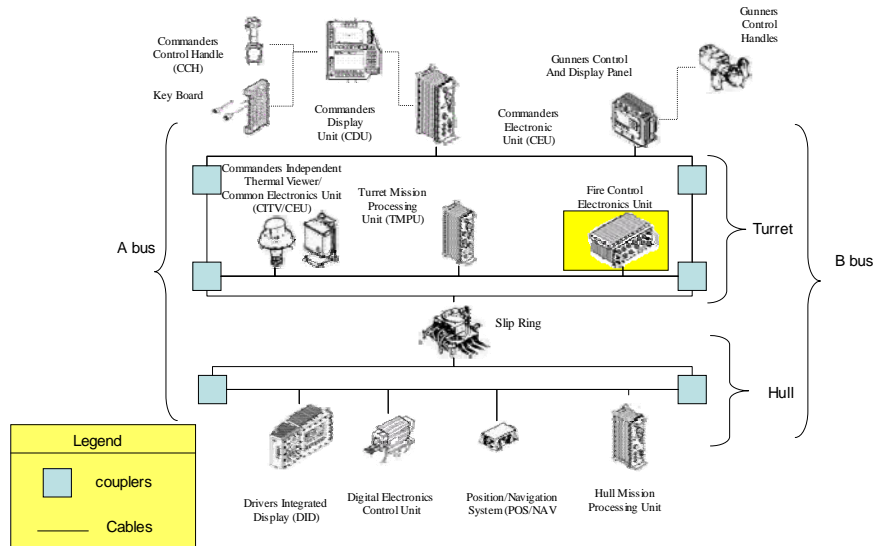 Gunners
Control
Handles
Commanders
Control Handle
(CCH)
Gunners Control
And Display Panel
Key Board
Commanders
Display
Unit (CDU)
Commanders
Electronic
Unit (CEU)
Commanders Independent
Thermal Viewer/
Common Electronics Unit
(CITV/CEU)
Turret Mission
Processing
Unit (TMPU)
Fire Control
Electronics Unit
Turret
A bus
B bus
Slip Ring
Hull
Legend
couplers
Cables
Drivers Integrated
Display (DID)
Digital Electronics
Control Unit
Position/Navigation
System (POS/NAV
Hull Mission
Processing Unit